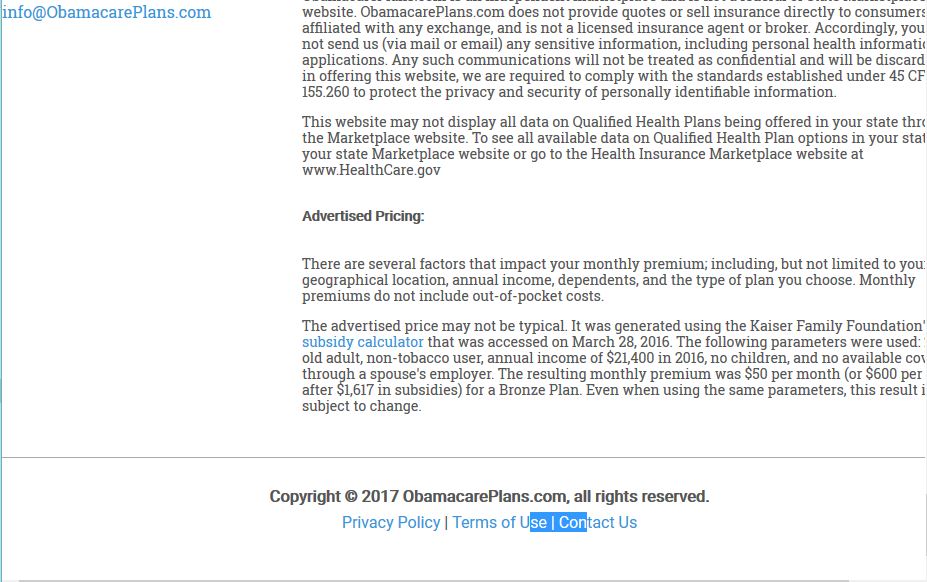 info@ObamacarePlans.com
website. ObamacarePlans.com does not provide quotes or sell insurance directly to consumers
affiliated with any exchange, and is not a licensed insurance agent or broker. Accordingly, you
not send us (via mail or email) any sensitive information, including personal health
applications. Any such communications will not be treated as confidential and will be
in offering this website, we are required to comply with the standards established under 45
155.260 to protect the privacy and security of personally identifiable information.
This website may not display all data on Qualified Health Plans being offered in your state
the Marketplace website. To see all available data on Qualified Health Plan options in your
your state Marketplace website or go to the Health Insurance Marketplace website at
www.HealthCare.gov
Advertised Pricing:
There are several factors that impact your monthly premium; including, but not limited to
geographical location, annual income, dependents, and the type of plan you choose. Monthly
premiums do not include out-of-pocket costs.
The advertised price may not be typical. It was generated using the Kaiser Family Foundation'
subsidy calculator that was accessed on March 28, 2016. The following parameters were used:
old adult, non-tobacco user, annual income of $21,400 in 2016, no children, and no available
through a spouse's employer. The resulting monthly premium was $50 per month (or $600 per
after $1,617 in subsidies) for a Bronze Plan. Even when using the same parameters, this result
subject to change.
Copyright © 2017 ObamacarePlans.com, all rights reserved.
Privacy Policy | Terms of Use | Contact Us